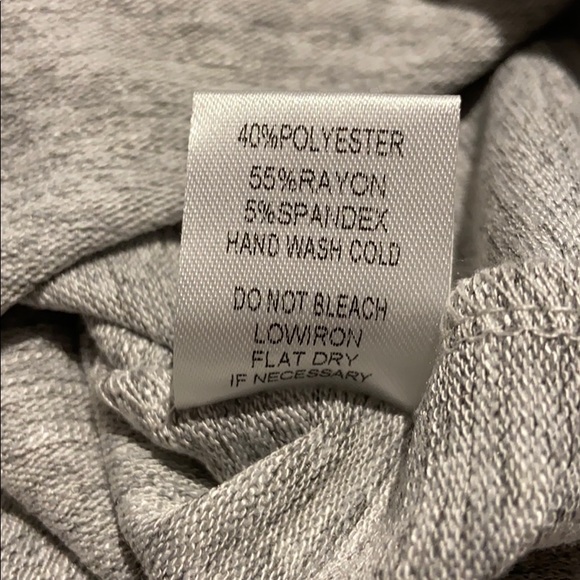 40%POLYESTER
55%RAYON
5%SPANDEX
HAND WASH COLD
DO NOT BLEACH
LOWIRON
FLAT DRY
IF NECESSARY